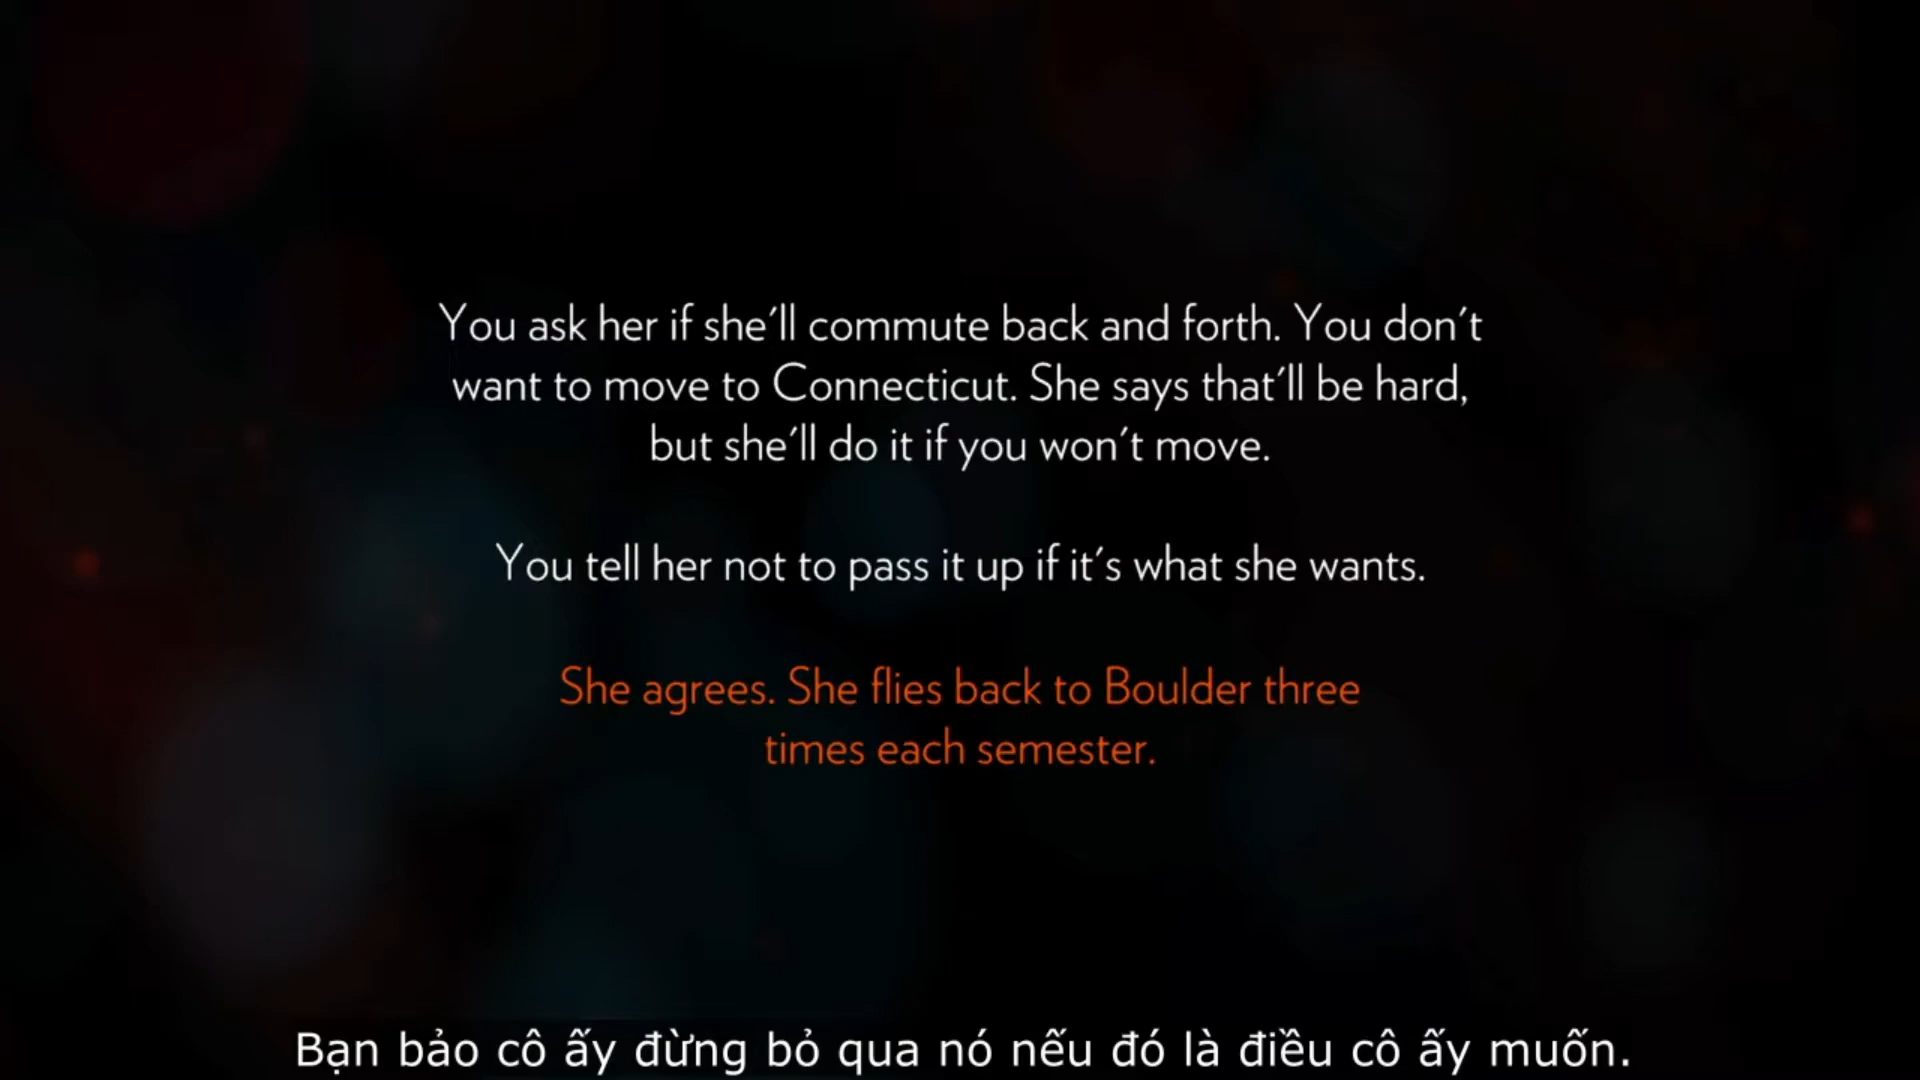 You ask her if she'll commute back and forth. You don't
want to move to Connecticut. She says that'll be hard,
but she'll do it if you won't move.
You tell her not to pass it up if it's what she wants.
She agrees. She flies back to Boulder three
times each semester.
Bạn bảo cô ấy đừng bỏ qua nó nếu đó là điều cô ấy muốn.